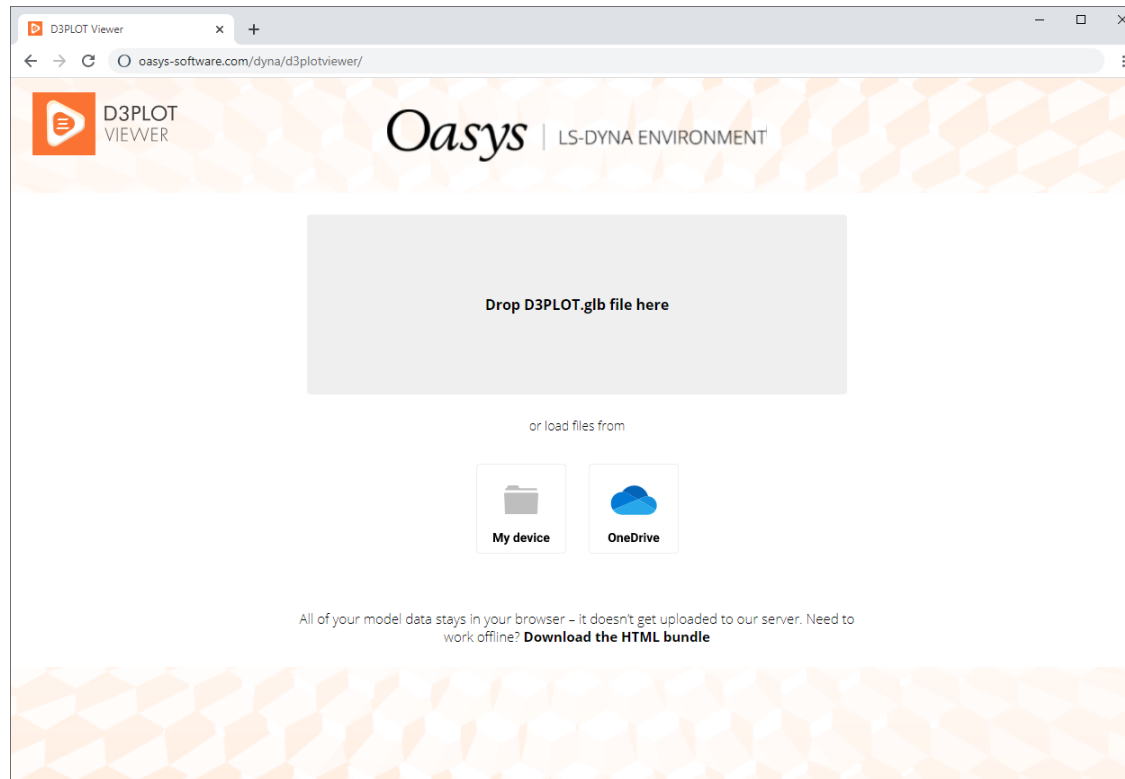 D3PLOT Viewer
oasys-software.com/dyna/d3plotviewer/
D3PLOT
VIEWER
Oasys | LS-DYNA ENVIRONMENT
Drop D3PLOT.glb file here
or load files from
My device
OneDrive
All of your model data stays in your browser – it doesn't get uploaded to our server. Need to
work offline? Download the HTML bundle